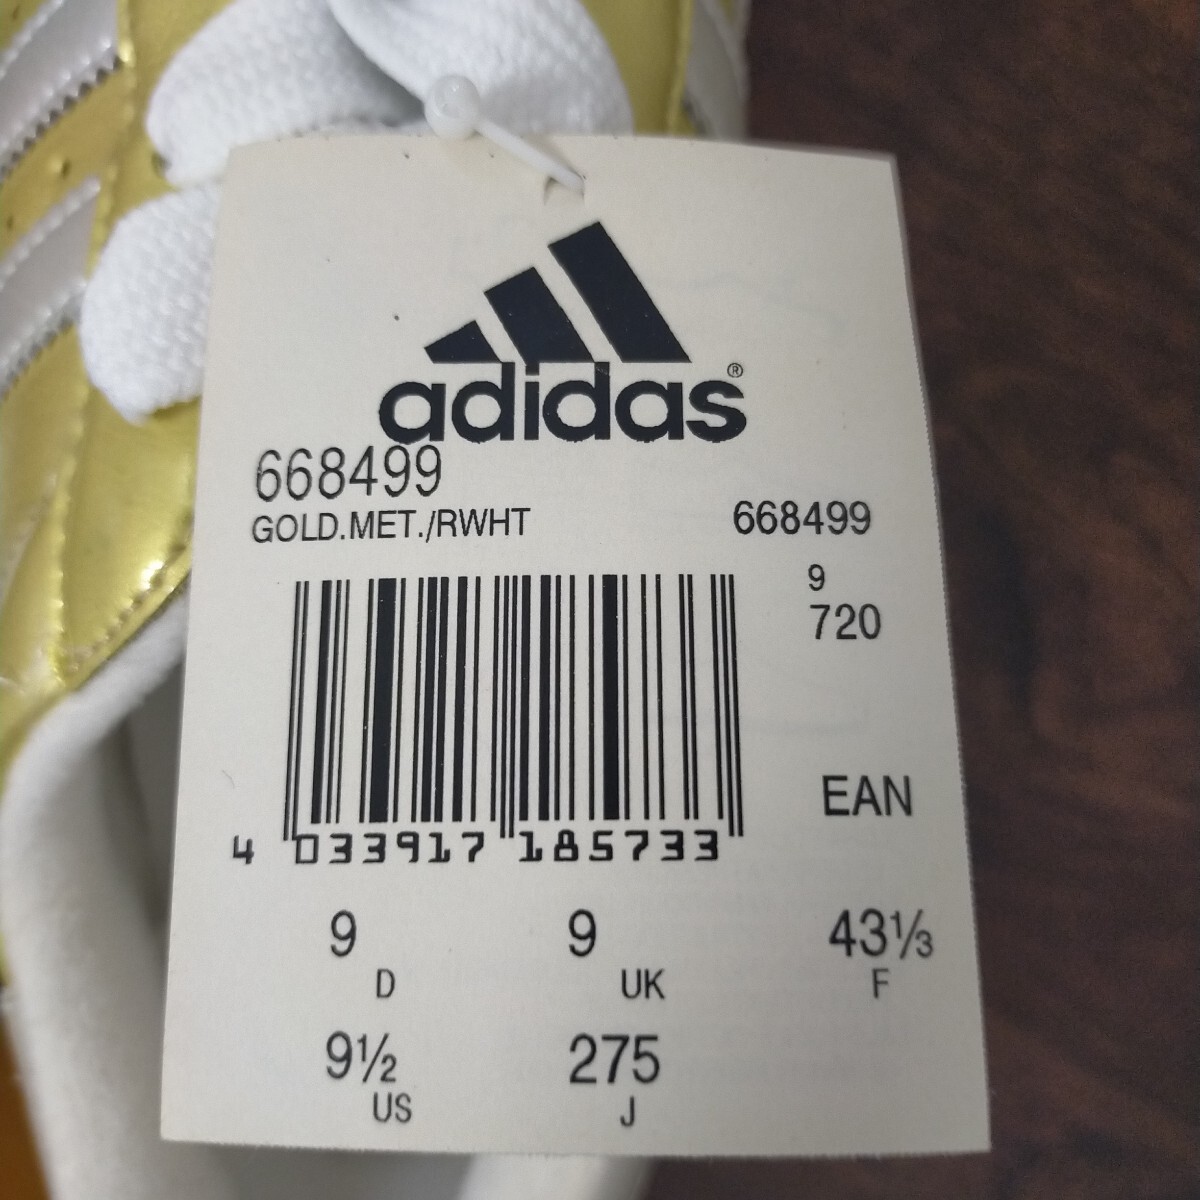 adidas®
668499
GOLD.MET./RWHT
668499
9
720
EAN
4 033917 185733
9 D
9 UK
43⅓ F
9½ US
275 J